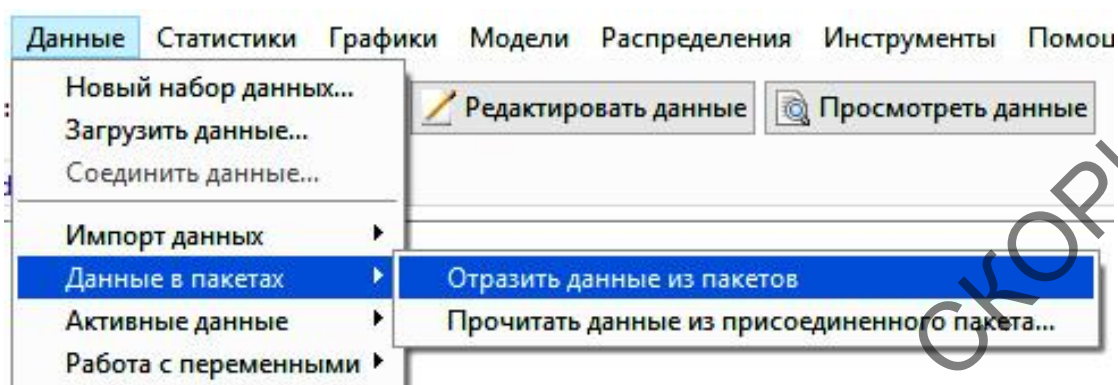 Данные Статистики Графики Модели Распределения Инструменты
Новый набор данных...
Редактировать данные Просмотреть данные
Загрузить данные...
Соединить данные...
Импорт данных
Данные в пакетах
Отразить данные из пакетов
Активные данные
Прочитать данные из присоединенного пакета...
Работа с переменными